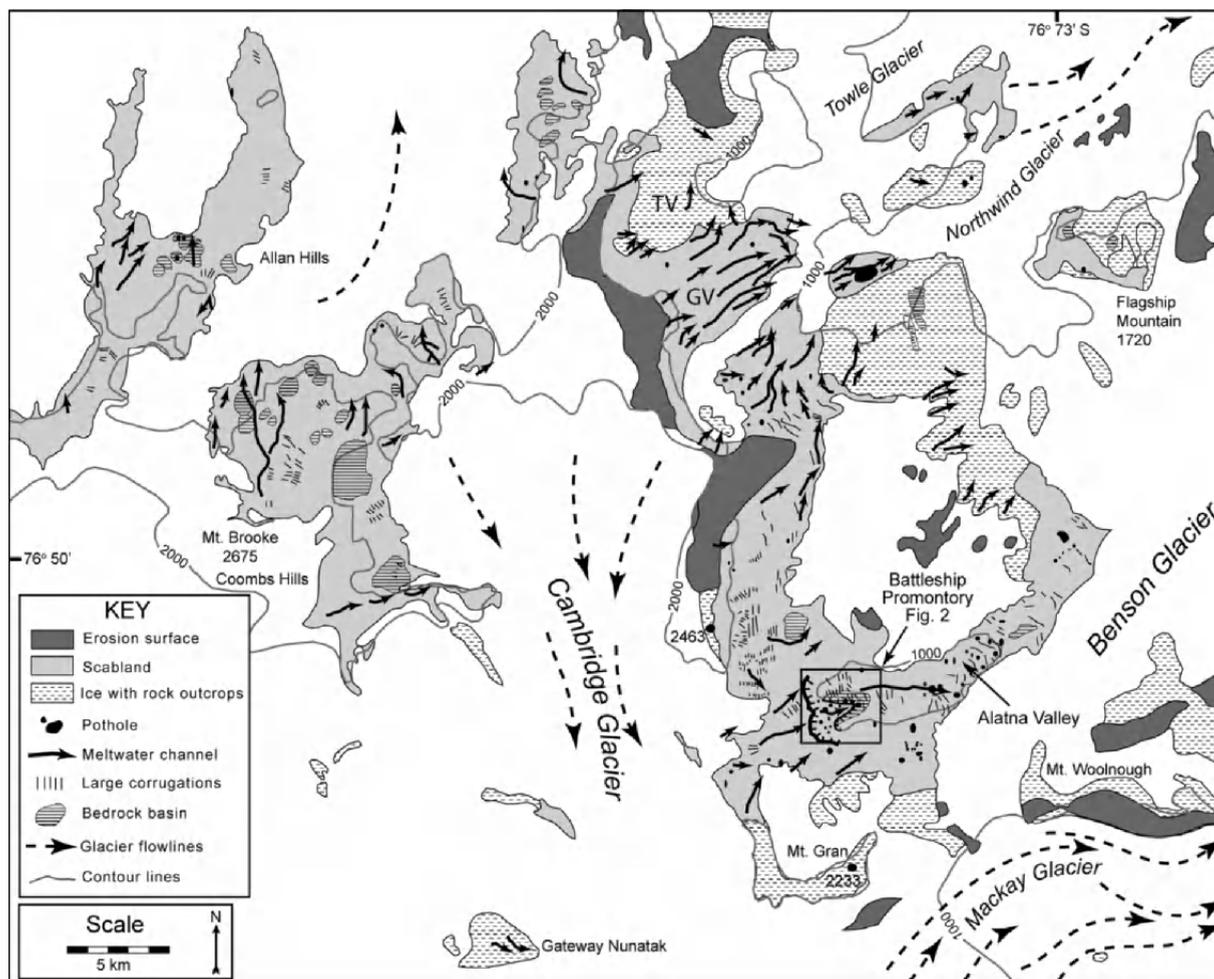 76° 73' S
Towle Glacier
1000
TV
Northwind Glacier
Allan Hills
2000
GV
1000
Flagship
Mountain
1720
2000
Mt. Brooke
2675
2000
Coombs Hills
76° 50'
Cambridge Glacier
2000
2463
Battleship
Promontory
Fig. 2
Benson Glacier
1000
Alatna Valley
Mt. Woolnough
Mt. Gran
2233
Mackay Glacier
1000
Gateway Nunatak
KEY
Erosion surface
Scabland
Ice with rock outcrops
Pothole
Meltwater channel
Large corrugations
Bedrock basin
Glacier flowlines
Contour lines
Scale
5 km
N